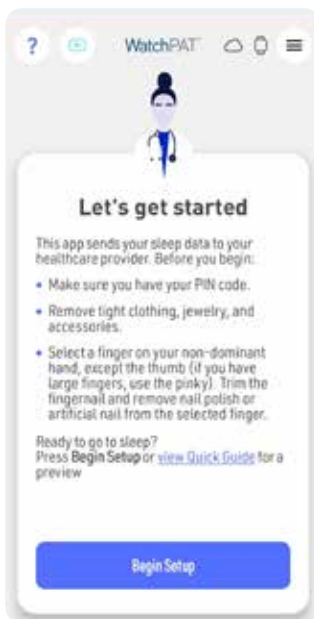 ?
WatchPAT™
Let's get started
This app sends your sleep data to your
healthcare provider. Before you begin:
• Make sure you have your PIN code.
• Remove tight clothing, jewelry, and
accessories.
• Select a finger on your non-dominant
hand, except the thumb (if you have
large fingers, use the pinky). Trim the
fingernail and remove nail polish or
artificial nail from the selected finger.
Ready to go to sleep?
Press Begin Setup or view Quick Guide for a
preview
Begin Setup